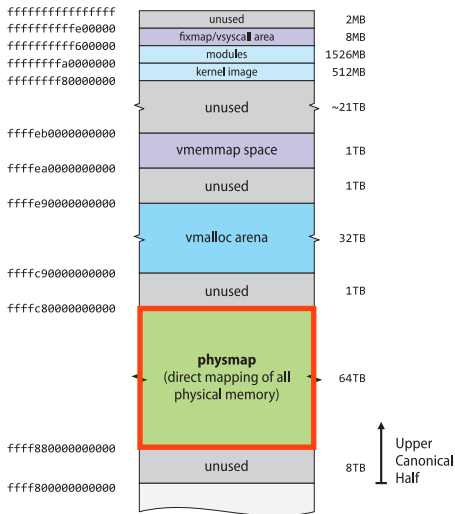 ffffffffffffffff
unused 2MB
ffffffffffe00000
fixmap/vsyscall area 8MB
ffffffffff600000
modules 1526MB
ffffffffa0000000
kernel image 512MB
ffffffff80000000
unused ~21TB
ffffeb0000000000
vmemmap space 1TB
ffffea0000000000
unused 1TB
ffffe90000000000
vmalloc arena 32TB
ffffc90000000000
unused 1TB
ffffc80000000000
physmap
(direct mapping of all 64TB
physical memory)
ffff880000000000
unused 8TB
ffff800000000000
Upper
Canonical
Half